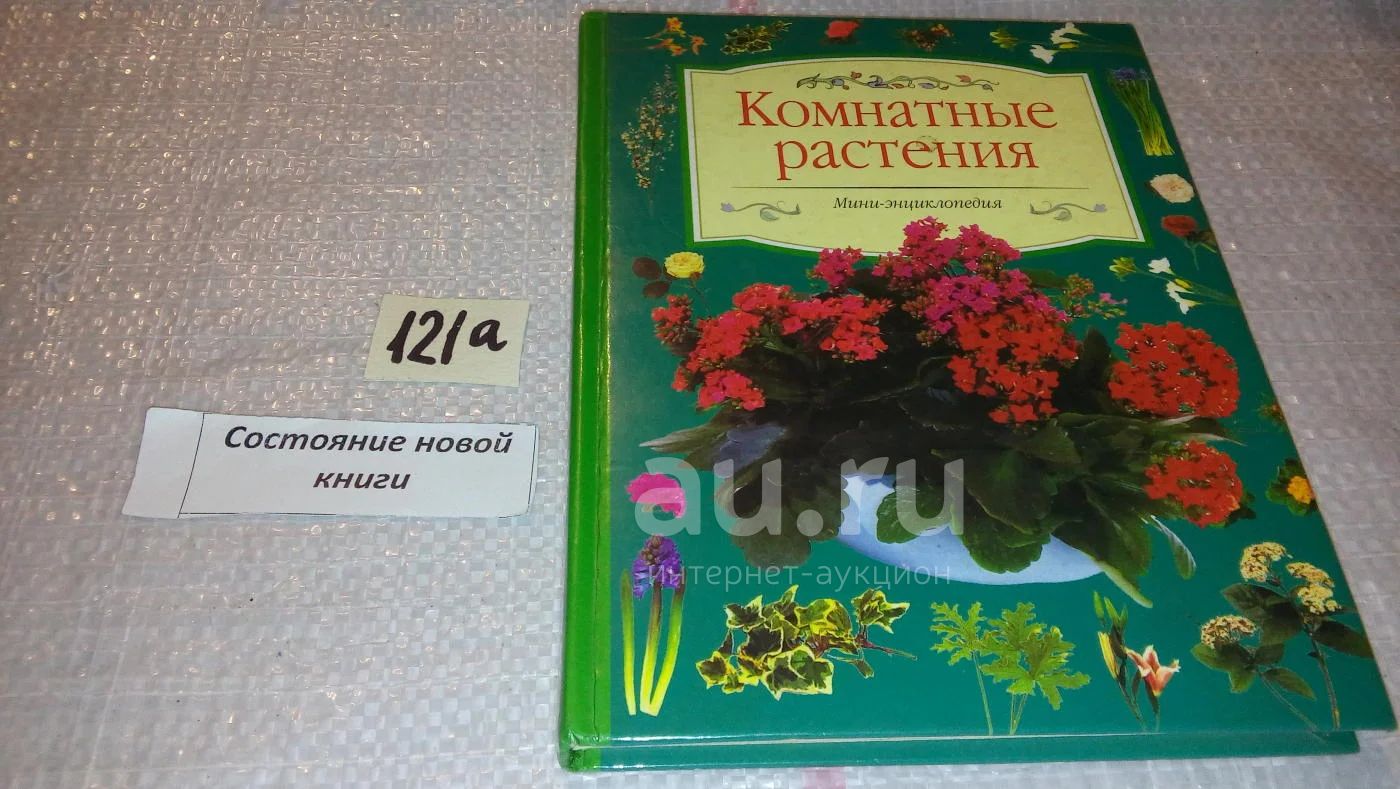 Комнатные
растения
Мини-энциклопедия
121а
Состояние новой
книги
au.ru
интернет-аукцион